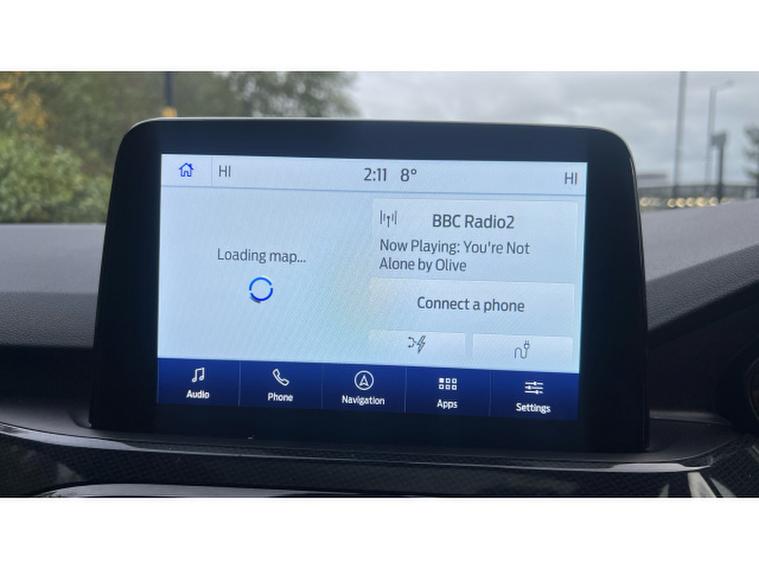 HI
2:11 8°
HI
BBC Radio2
Now Playing: You're Not
Alone by Olive
Loading map...
Connect a phone
Audio
Phone
Navigation
Apps
Settings